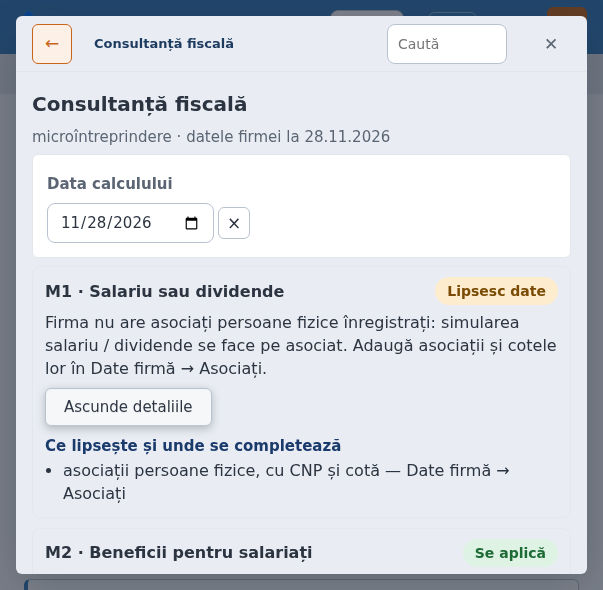 ← Consultanță fiscală Caută ✕
Consultanță fiscală
microîntreprindere · datele firmei la 28.11.2026
Data calculului
11/28/2026 ✕
M1 · Salariu sau dividende Lipsesc date
Firma nu are asociați persoane fizice înregistrați: simularea
salariu / dividende se face pe asociat. Adaugă asociații și cotele
lor în Date firmă → Asociați.
Ascunde detaliile
Ce lipsește și unde se completează
• asociații persoane fizice, cu CNP și cotă — Date firmă →
Asociați
M2 · Beneficii pentru salariați Se aplică